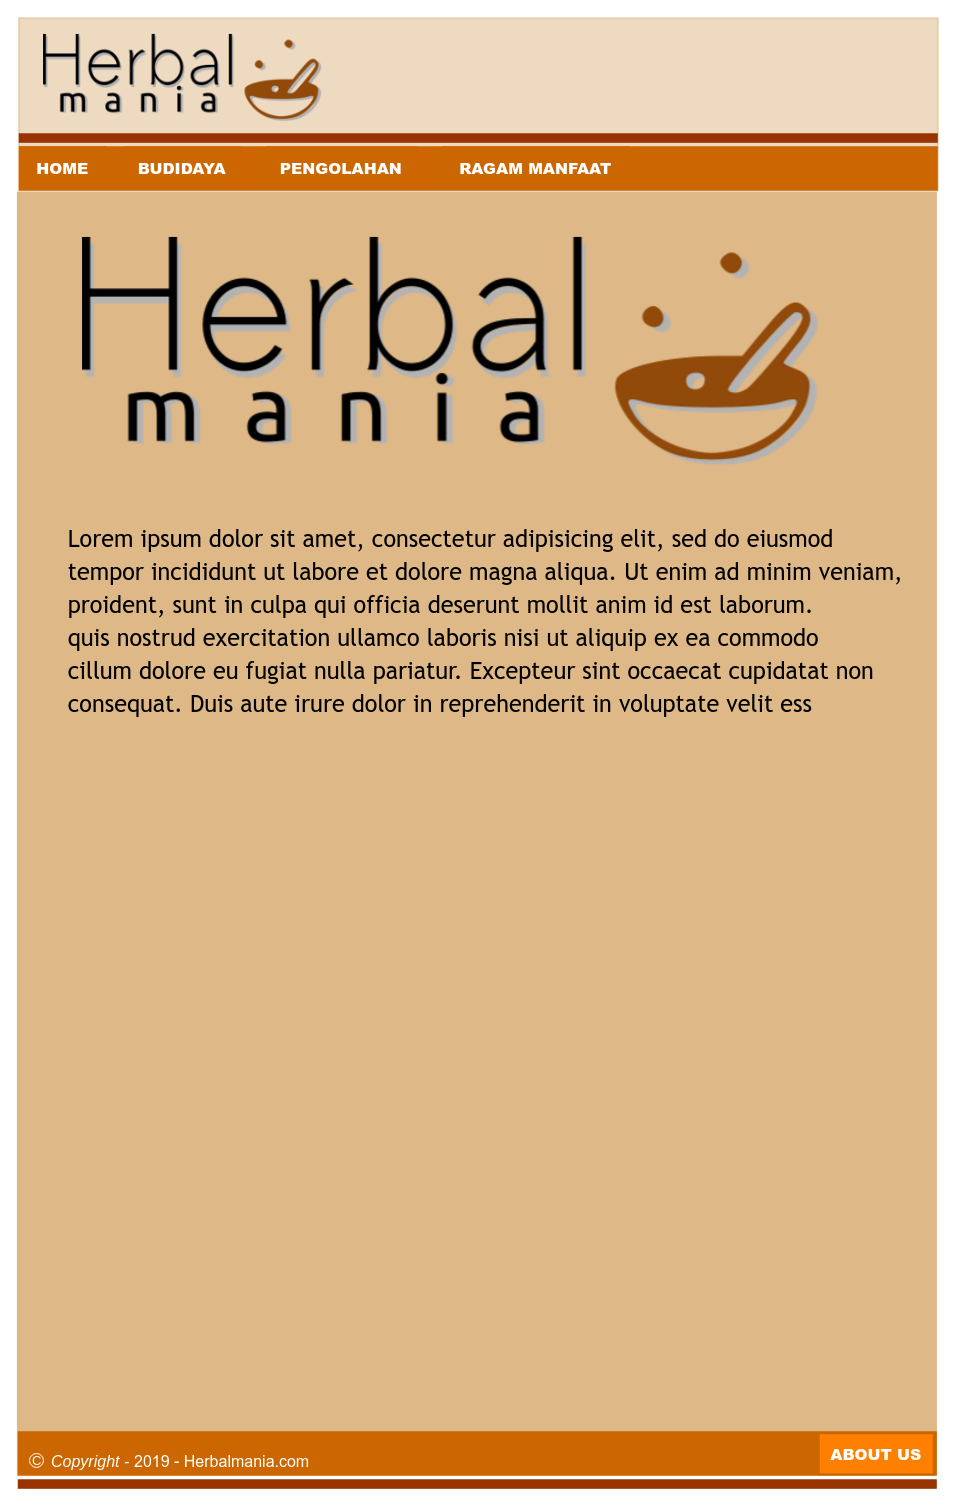 Herbal
mania
HOME BUDIDAYA PENGOLAHAN RAGAM MANFAAT
Herbal
mania
Lorem ipsum dolor sit amet, consectetur adipisicing elit, sed do eiusmod
tempor incididunt ut labore et dolore magna aliqua. Ut enim ad minim veniam,
proident, sunt in culpa qui officia deserunt mollit anim id est laborum.
quis nostrud exercitation ullamco laboris nisi ut aliquip ex ea commodo
cillum dolore eu fugiat nulla pariatur. Excepteur sint occaecat cupidatat non
consequat. Duis aute irure dolor in reprehenderit in voluptate velit ess
© Copyright - 2019 - Herbalmania.com
ABOUT US